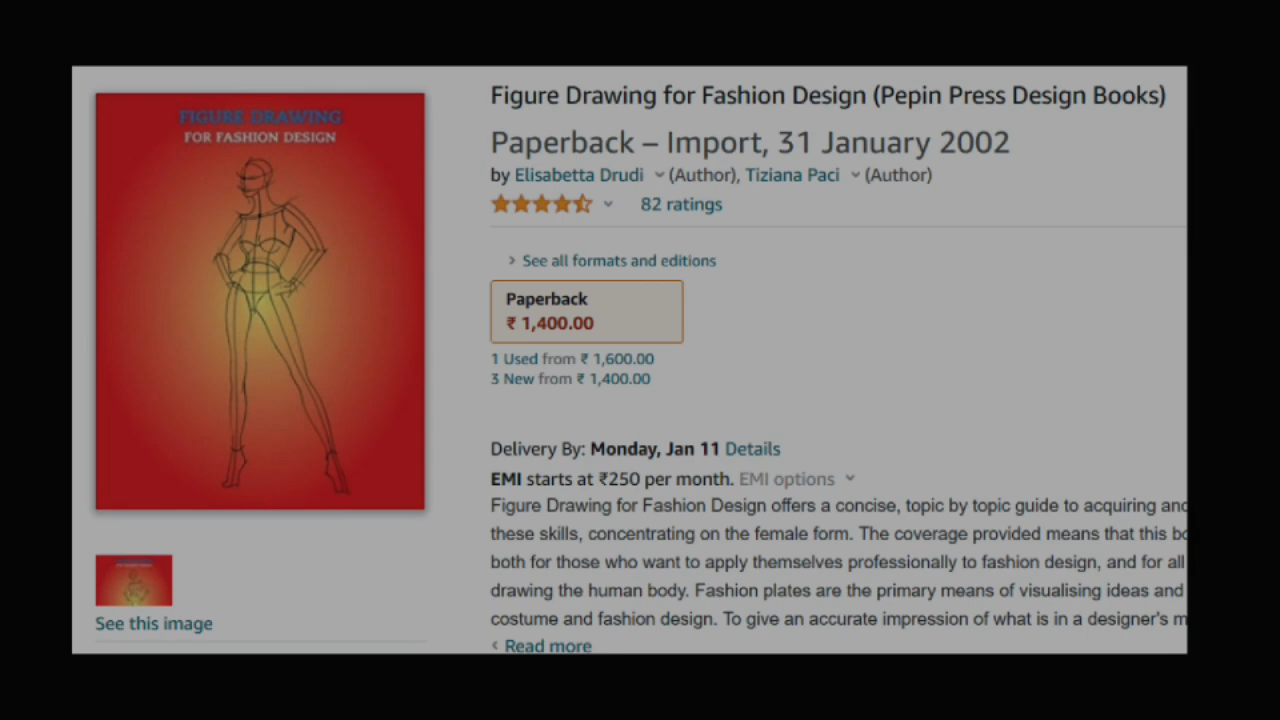 FIGURE DRAWING
FOR FASHION DESIGN
See this image
Figure Drawing for Fashion Design (Pepin Press Design Books)
Paperback – Import, 31 January 2002
by Elisabetta Drudi (Author), Tiziana Paci (Author)
82 ratings
See all formats and editions
Paperback
₹ 1,400.00
1 Used from ₹ 1,600.00
3 New from ₹ 1,400.00
Delivery By: Monday, Jan 11 Details
EMI starts at ₹250 per month. EMI options
Figure Drawing for Fashion Design offers a concise, topic by topic guide to acquiring and
these skills, concentrating on the female form. The coverage provided means that this bo
both for those who want to apply themselves professionally to fashion design, and for all
drawing the human body. Fashion plates are the primary means of visualising ideas and
costume and fashion design. To give an accurate impression of what is in a designer's m
Read more